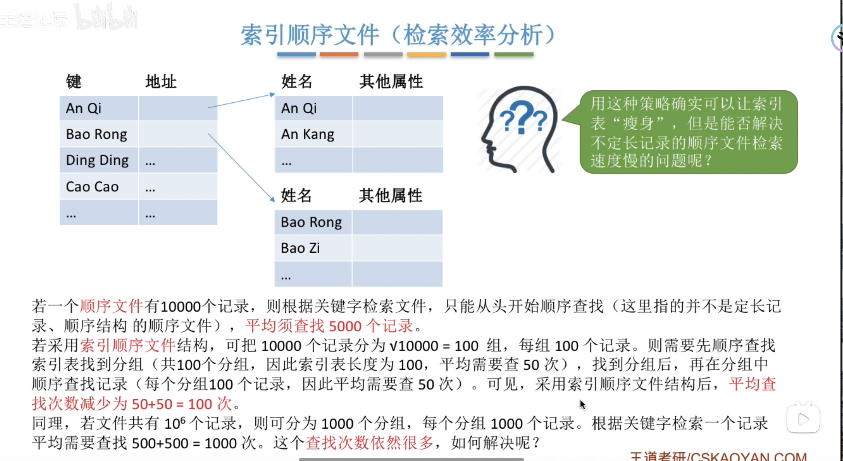 bilibili
索引顺序文件（检索效率分析）
键 地址
An Qi
Bao Rong
Ding Ding ...
Cao Cao ...
... ...
姓名 其他属性
An Qi
An Kang
...
姓名 其他属性
Bao Rong
Bao Zi
...
???
用这种策略确实可以让索引
表“瘦身”，但是能否解决
不定长记录的顺序文件检索
速度慢的问题呢？
若一个顺序文件有10000个记录，则根据关键字检索文件，只能从头开始顺序查找（这里指的并不是定长记
录、顺序结构 的顺序文件），平均须查找 5000 个记录。
若采用索引顺序文件结构，可把 10000 个记录分为 √10000 = 100 组，每组 100 个记录。则需要先顺序查找
索引表找到分组（共100个分组，因此索引表长度为 100，平均需要查 50 次），找到分组后，再在分组中
顺序查找记录（每个分组100 个记录，因此平均需要查 50 次）。可见，采用索引顺序文件结构后，平均查
找次数减少为 50+50 = 100 次。
同理，若文件共有 10⁶ 个记录，则可分为 1000 个分组，每个分组 1000 个记录。根据关键字检索一个记录
平均需要查找 500+500 = 1000 次。这个查找次数依然很多，如何解决呢？
王道考研/CSKAOYAN.COM